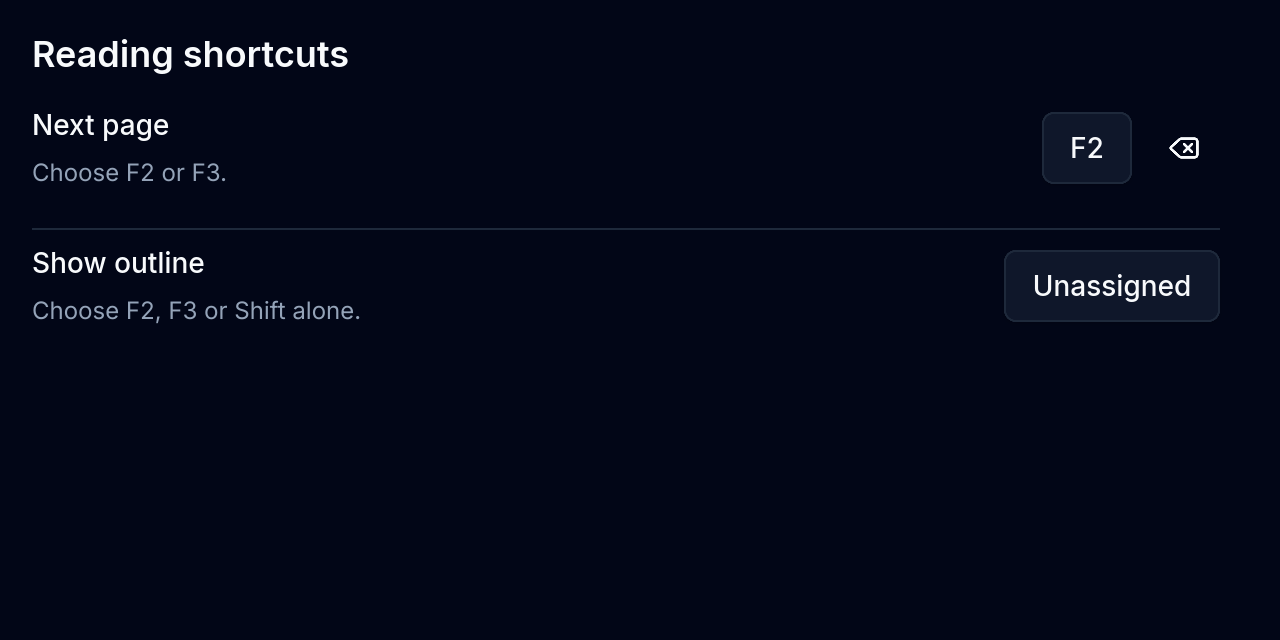 Reading shortcuts
Next page
Choose F2 or F3.
F2
Show outline
Choose F2, F3 or Shift alone.
Unassigned